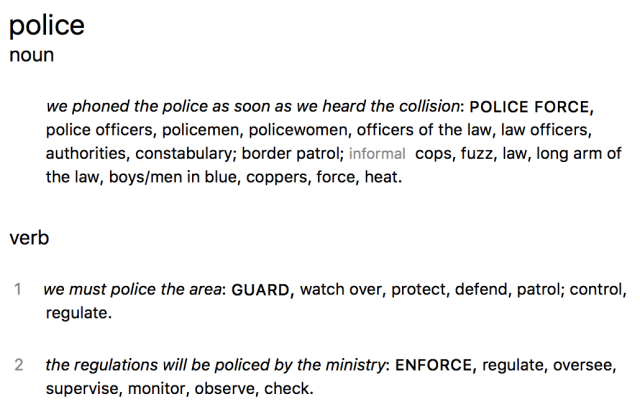 police
noun
we phoned the police as soon as we heard the collision: POLICE FORCE,
police officers, policemen, policewomen, officers of the law, law officers,
authorities, constabulary; border patrol; informal cops, fuzz, law, long arm of
the law, boys/men in blue, coppers, force, heat.
verb
1 we must police the area: GUARD, watch over, protect, defend, patrol; control,
regulate.
2 the regulations will be policed by the ministry: ENFORCE, regulate, oversee,
supervise, monitor, observe, check.